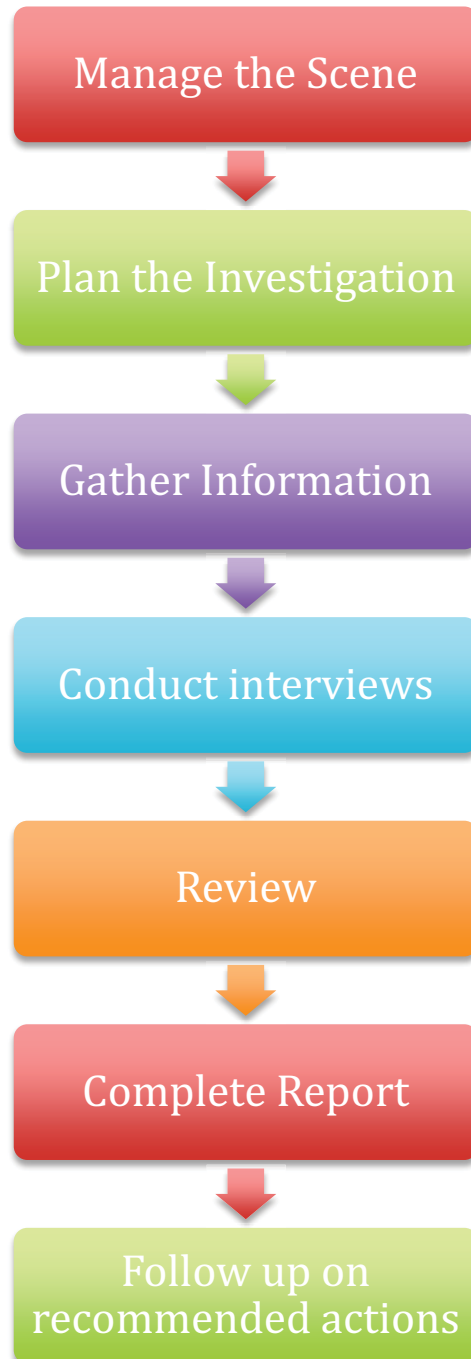 Manage the Scene
Plan the Investigation
Gather Information
Conduct interviews
Review
Complete Report
Follow up on
recommended actions